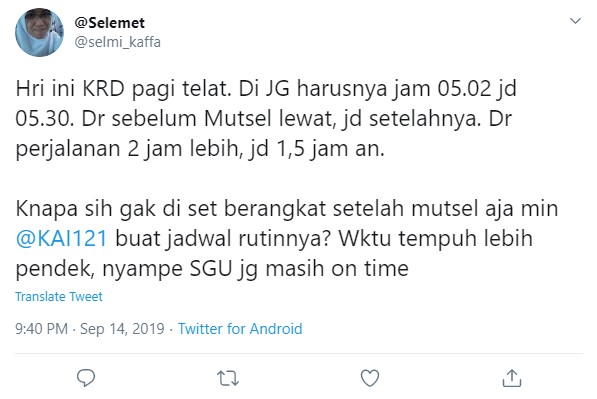 @Selemet
@selmi_kaffa
Hri ini KRD pagi telat. Di JG harusnya jam 05.02 jd
05.30. Dr sebelum Mutsel lewat, jd setelahnya. Dr
perjalanan 2 jam lebih, jd 1,5 jam an.
Knapa sih gak di set berangkat setelah mutsel aja min
@KAI121 buat jadwal rutinnya? Wktu tempuh lebih
pendek, nyampe SGU jg masih on time
Translate Tweet
9:40 PM · Sep 14, 2019 · Twitter for Android